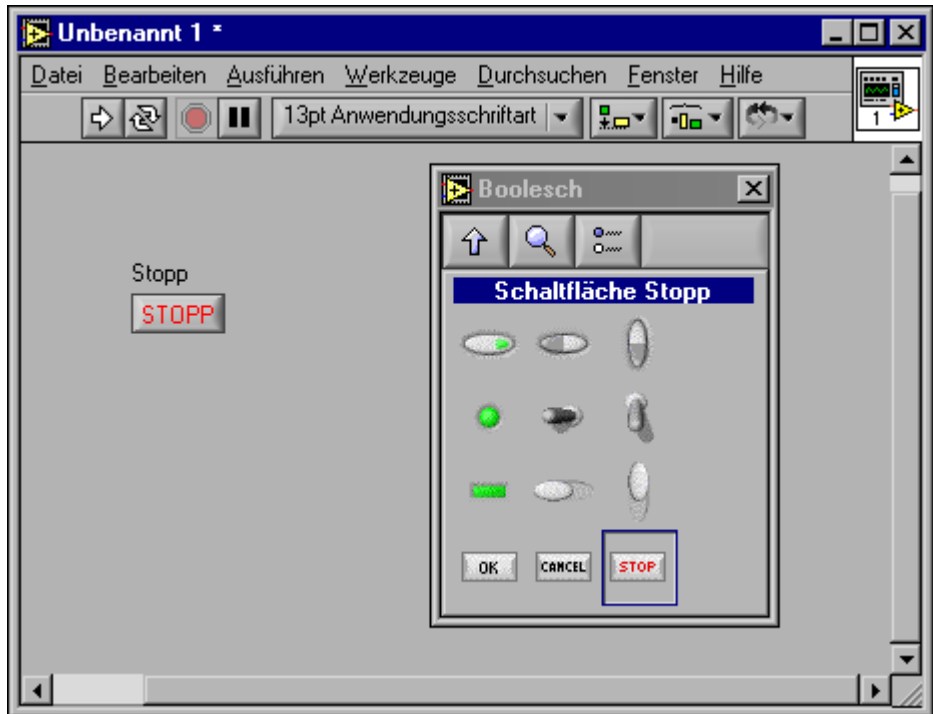 Unbenannt 1 *
Datei Bearbeiten Ausführen Werkzeuge Durchsuchen Fenster Hilfe
13pt Anwendungsschriftart
1
Boolesch
Schaltfläche Stopp
Stopp
STOPP
OK CANCEL STOP